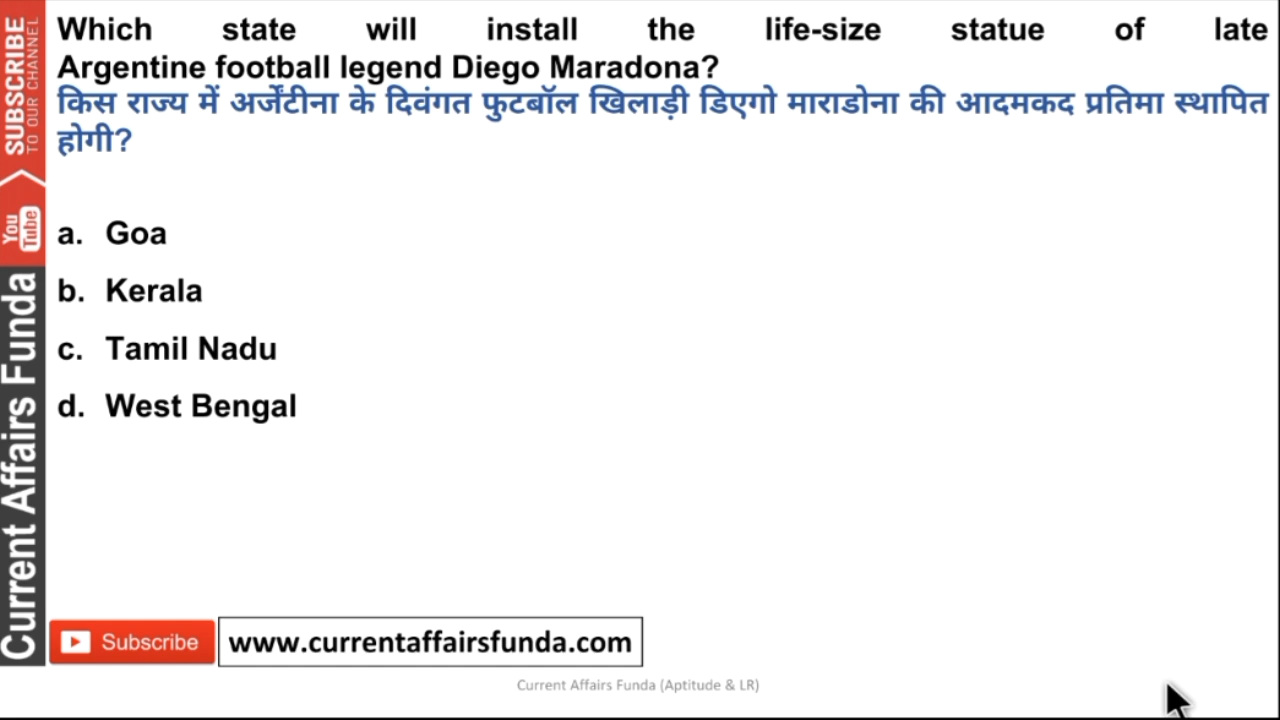 Which state will install the life-size statue of late
Argentine football legend Diego Maradona?
किस राज्य में अर्जेंटीना के दिवंगत फुटबॉल खिलाड़ी डिएगो माराडोना की आदमकद प्रतिमा स्थापित
होगी?
a. Goa
b. Kerala
c. Tamil Nadu
d. West Bengal
SUBSCRIBE
TO OUR CHANNEL
You
Tube
Current Affairs Funda
Subscribe
www.currentaffairsfunda.com
Current Affairs Funda (Aptitude & LR)